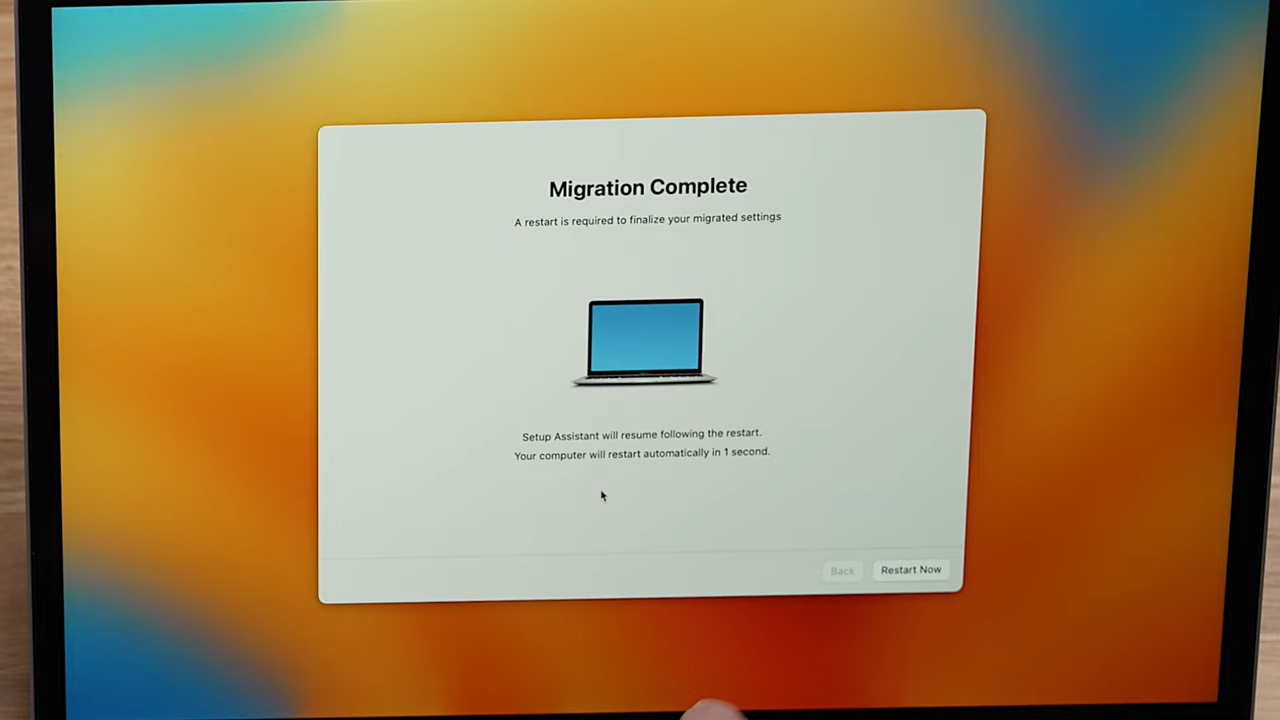 Migration Complete
A restart is required to finalize your migrated settings
Setup Assistant will resume following the restart.
Your computer will restart automatically in 1 second.
Back
Restart Now